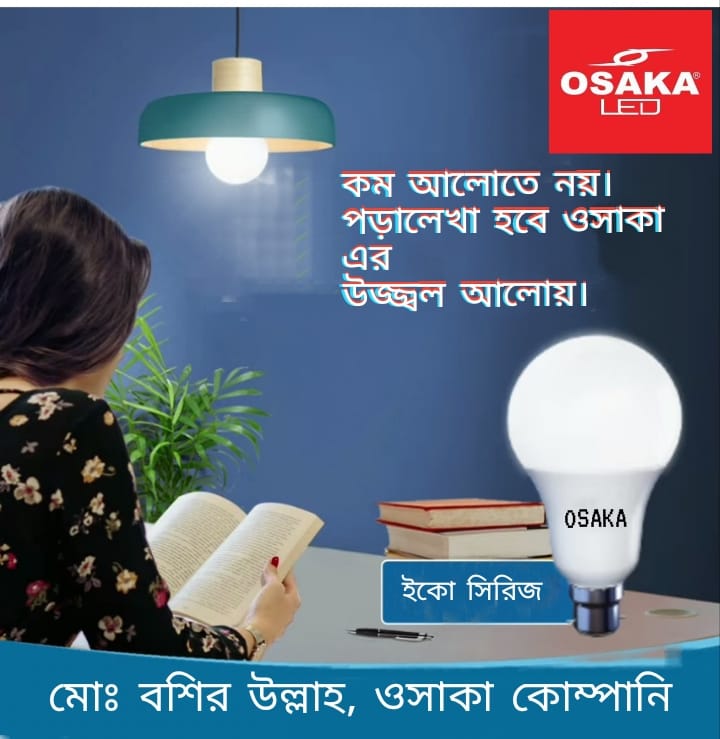 OSAKA®
LED
কম আলোতে নয়।
পড়ালেখা হবে ওসাকা
এর
উজ্জ্বল আলোয়।
OSAKA
ইকো সিরিজ
মোঃ বশির উল্লাহ, ওসাকা কোম্পানি